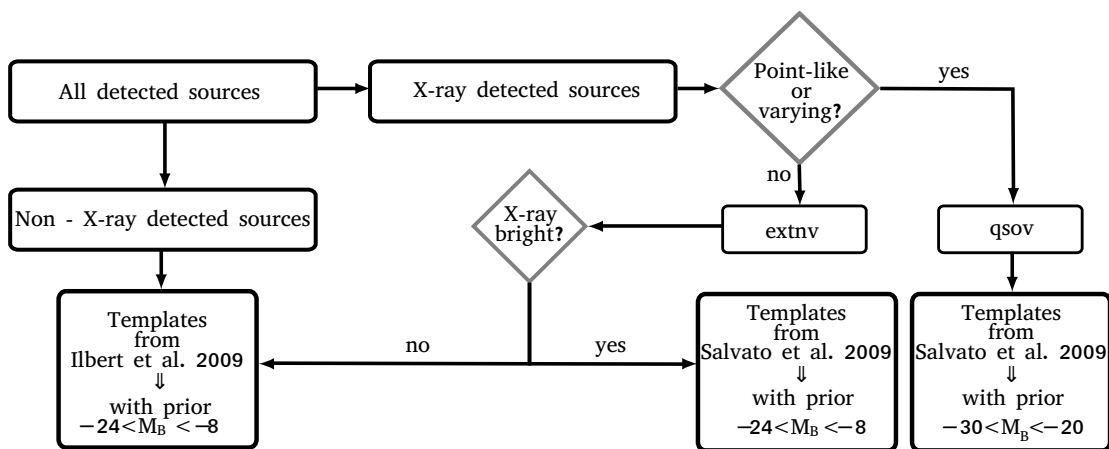 All detected sources
X-ray detected sources
Point-like
or
varying?
yes
no
Non - X-ray detected sources
X-ray
bright?
extnv
qsov
Templates
from
Ilbert et al. 2009
⇓
with prior
−24<M_B <−8
no
yes
Templates
from
Salvato et al. 2009
⇓
with prior
−24<M_B <−8
Templates
from
Salvato et al. 2009
⇓
with prior
−30<M_B<−20